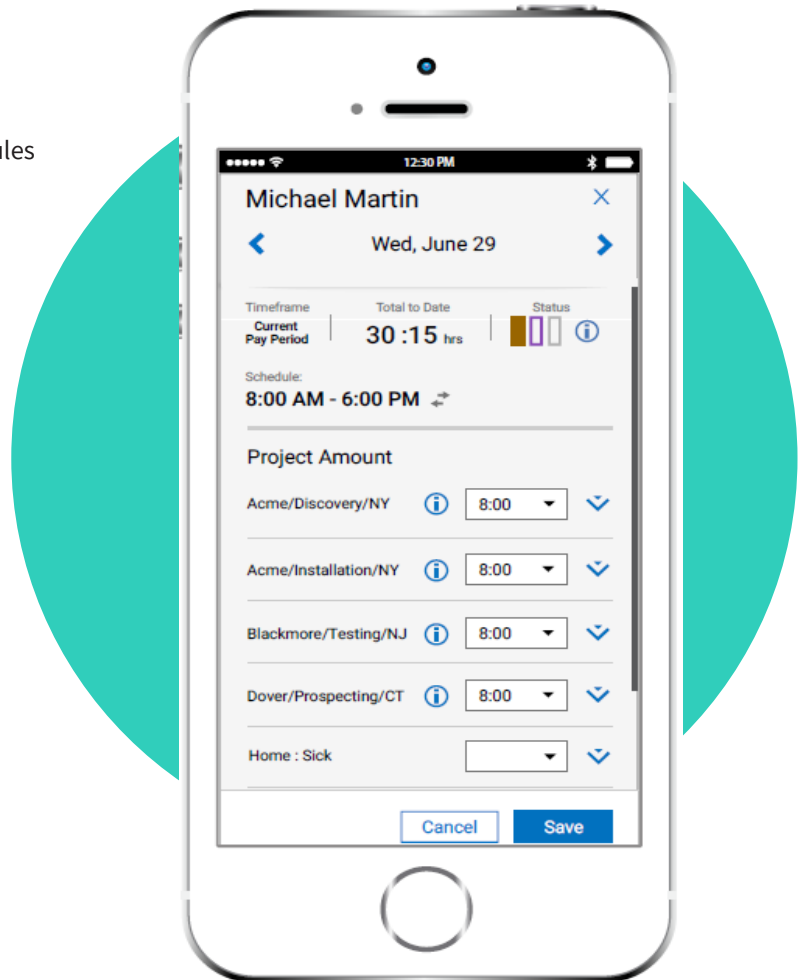 12:30 PM
Michael Martin
Wed, June 29
Timeframe Total to Date Status
Current
Pay Period
30 :15 hrs
Schedule:
8:00 AM - 6:00 PM
Project Amount
Acme/Discovery/NY 8:00
Acme/Installation/NY 8:00
Blackmore/Testing/NJ 8:00
Dover/Prospecting/CT 8:00
Home : Sick
Cancel Save